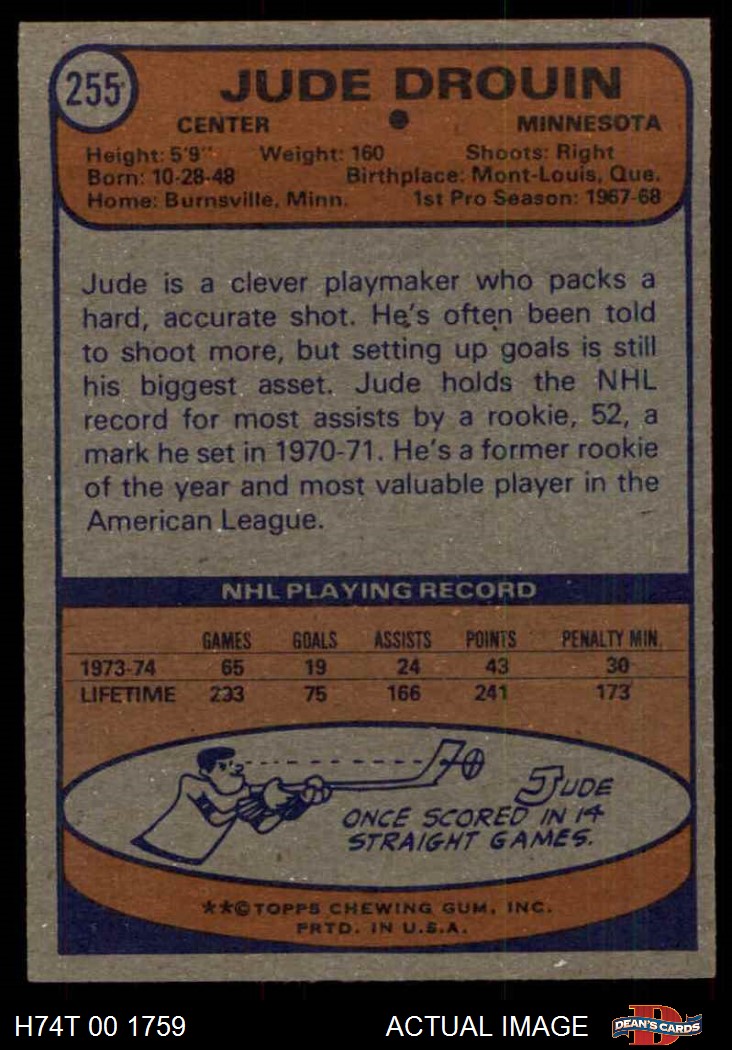 255
JUDE DROUIN
CENTER MINNESOTA
Height: 5'9" Weight: 160 Shoots: Right
Born: 10-28-48 Birthplace: Mont-Louis, Que.
Home: Burnsville, Minn. 1st Pro Season: 1967-68
Jude is a clever playmaker who packs a
hard, accurate shot. He's often been told
to shoot more, but setting up goals is still
his biggest asset. Jude holds the NHL
record for most assists by a rookie, 52, a
mark he set in 1970-71. He's a former rookie
of the year and most valuable player in the
American League.
NHL PLAYING RECORD
GAMES GOALS ASSISTS POINTS PENALTY MIN.
1973-74 65 19 24 43 30
LIFETIME 233 75 166 241 173
JUDE
ONCE SCORED IN 14
STRAIGHT GAMES.
**©TOPPS CHEWING GUM, INC.
PRTD. IN U.S.A.
H74T 00 1759 ACTUAL IMAGE D DEAN'S CARDS